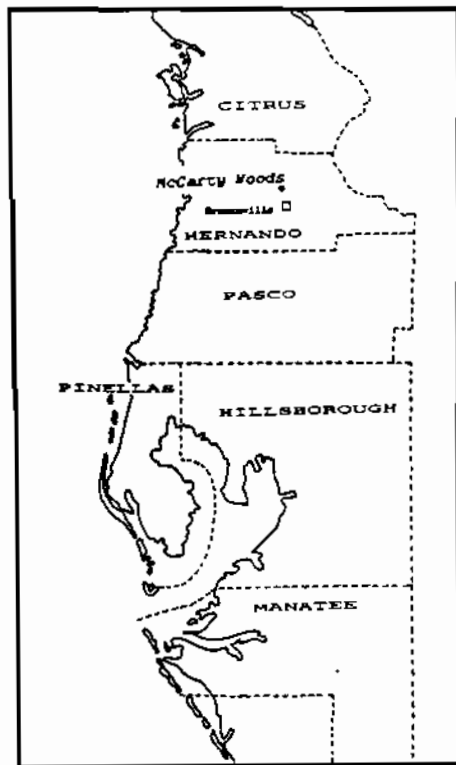 CITRUS
McCarty Woods
HERNANDO
PASCO
PINELLAS
HILLSBOROUGH
MANATEE